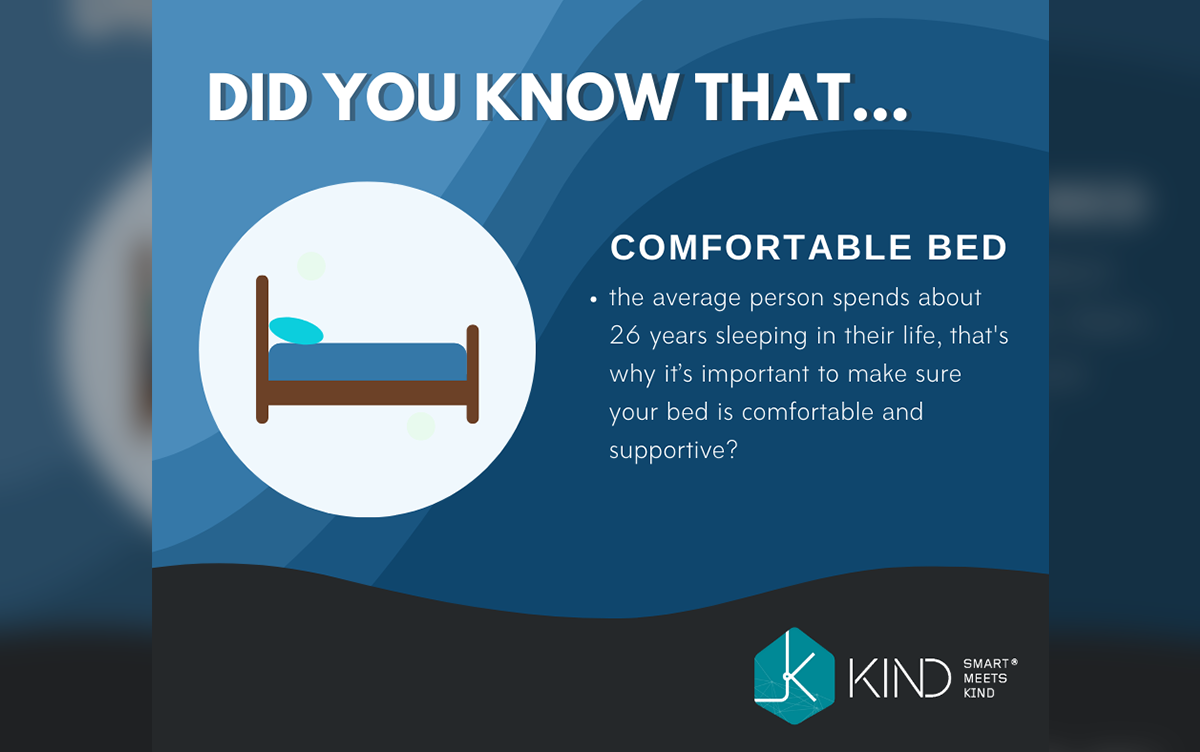 DID YOU KNOW THAT...
COMFORTABLE BED
• the average person spends about
26 years sleeping in their life, that's
why it’s important to make sure
your bed is comfortable and
supportive?
KIND
SMART®
MEETS
KIND